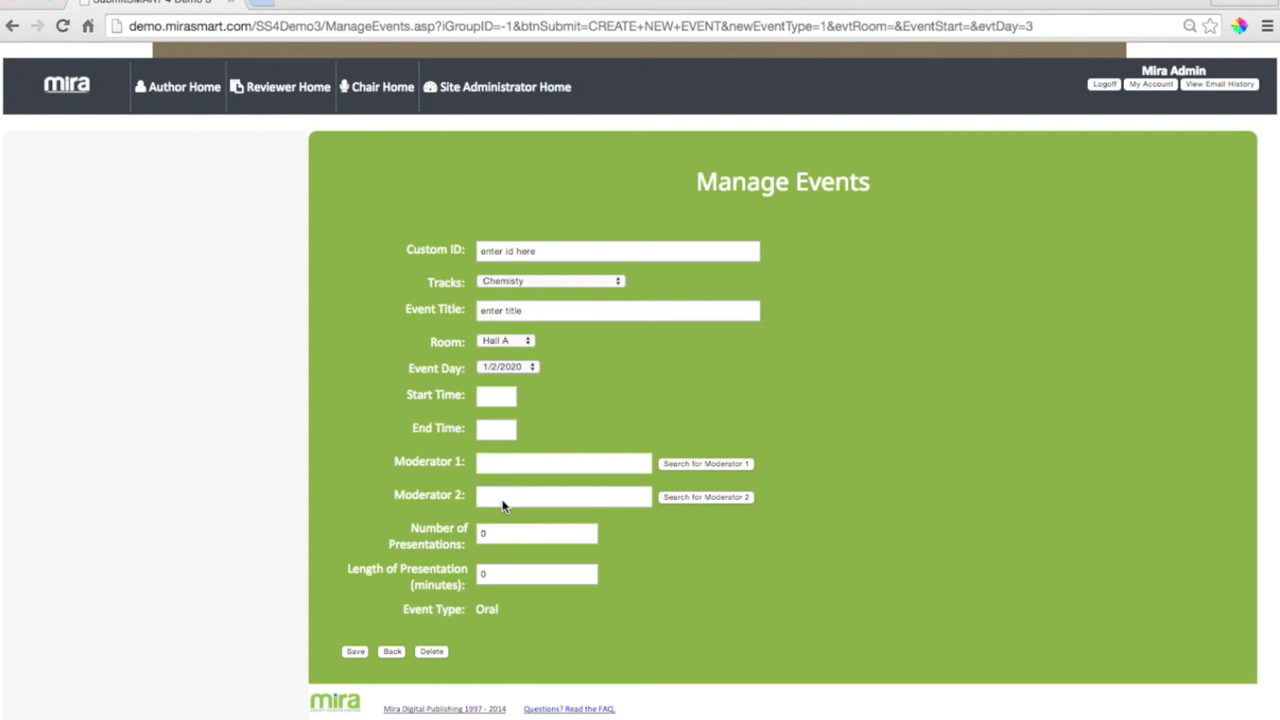 demo.mirasmart.com/SS4Demo3/ManageEvents.asp?iGroupID=-1&btnSubmit=CREATE+NEW+EVENT&newEventType=1&evtRoom=&EventStart=&evtDay=3
mira
Author Home
Reviewer Home
Chair Home
Site Administrator Home
Mira Admin
Logoff
My Account
View Email History
Manage Events
Custom ID: enter id here
Tracks: Chemisty
Event Title: enter title
Room: Hall A
Event Day: 1/2/2020
Start Time:
End Time:
Moderator 1: Search for Moderator 1
Moderator 2: Search for Moderator 2
Number of
Presentations: 0
Length of Presentation
(minutes): 0
Event Type: Oral
Save Back Delete
mira
Mira Digital Publishing 1997 - 2014
Questions? Read the FAQ.